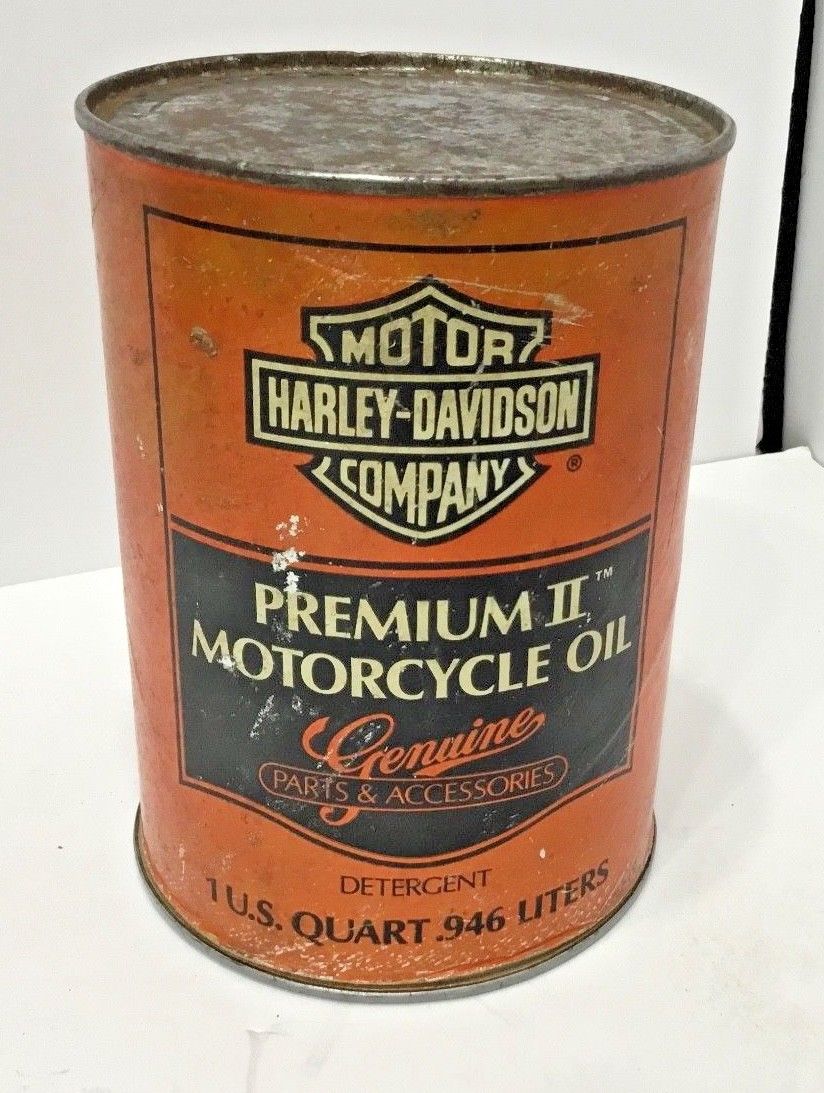 MOTOR
HARLEY-DAVIDSON
COMPANY
®
PREMIUM II™
MOTORCYCLE OIL
Genuine
PARTS & ACCESSORIES
DETERGENT
1 U.S. QUART .946 LITERS